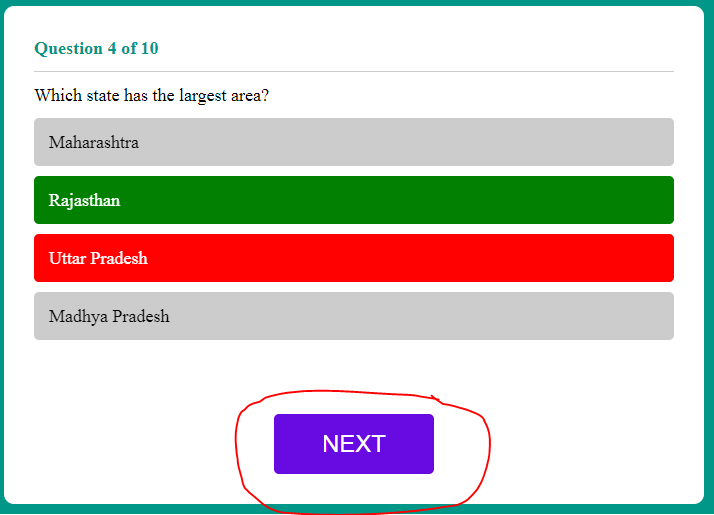 Question 4 of 10
Which state has the largest area?
Maharashtra
Rajasthan
Uttar Pradesh
Madhya Pradesh
NEXT